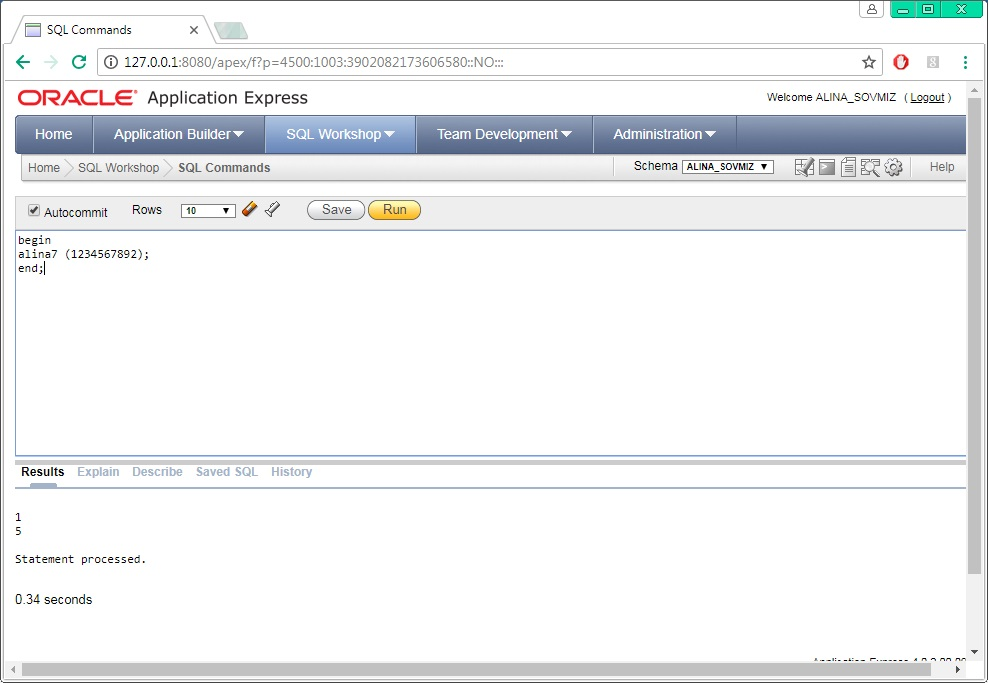 SQL Commands
127.0.0.1:8080/apex/f?p=4500:1003:3902082173606580::NO:::
ORACLE Application Express
Welcome ALINA_SOVMIZ ( Logout )
Home Application Builder SQL Workshop Team Development Administration
Home SQL Workshop SQL Commands Schema ALINA_SOVMIZ Help
Autocommit Rows 10 Save Run
begin
alina7 (1234567892);
end;
Results Explain Describe Saved SQL History
1
5
Statement processed.
0.34 seconds
Application Express